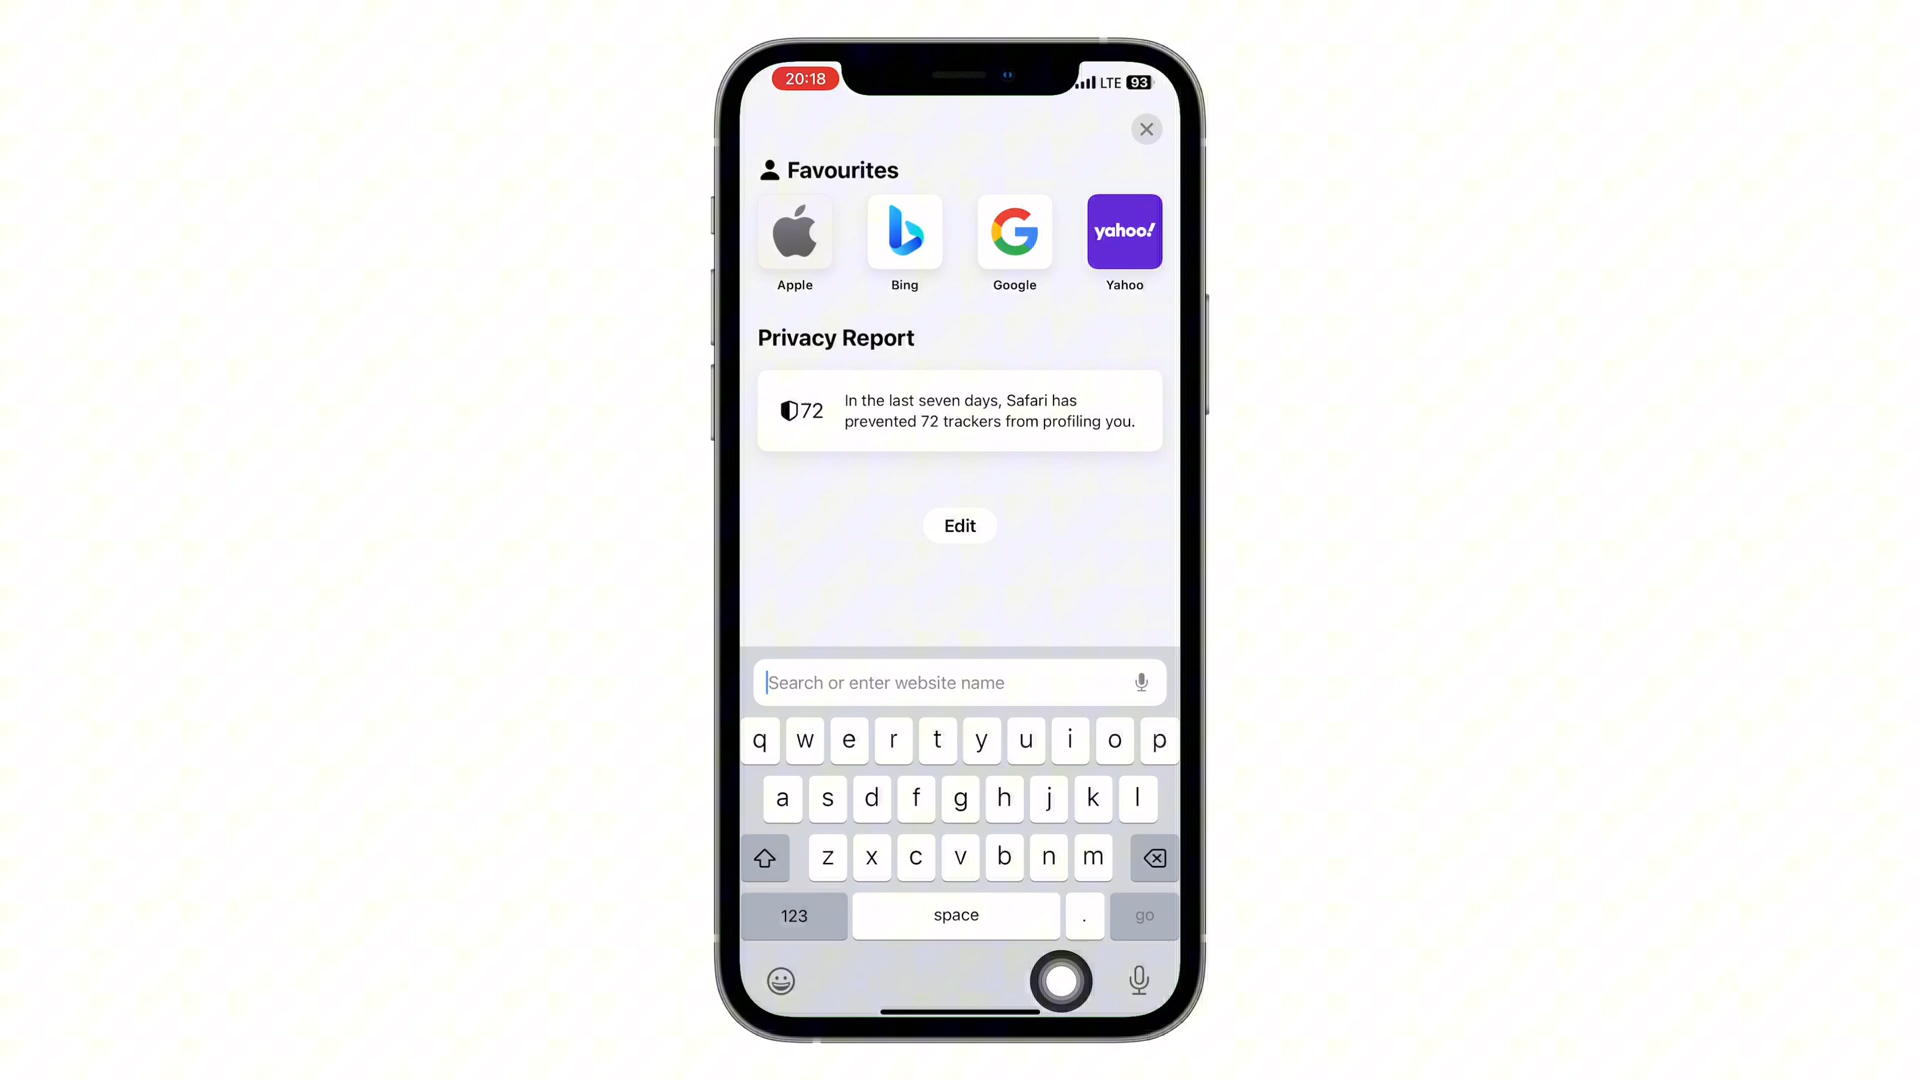 20:18
LTE 93
Favourites
yahoo!
Apple
Bing
Google
Yahoo
Privacy Report
72
In the last seven days, Safari has
prevented 72 trackers from profiling you.
Edit
Search or enter website name
q w e r t y u i o p
a s d f g h j k l
z x c v b n m
123 space . go